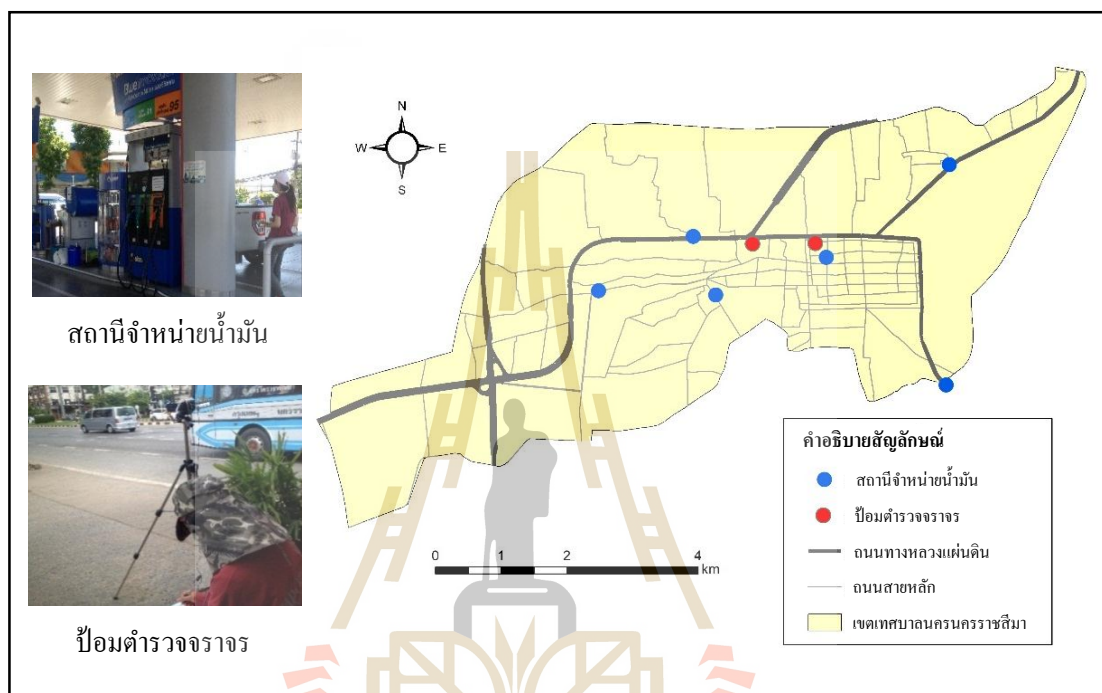 Blue
95
สถานีจำหน่ายน้ำมัน
ป้อมตำรวจจราจร
N
W E
S
0 1 2 4
km
คำอธิบายสัญลักษณ์
สถานีจำหน่ายน้ำมัน
ป้อมตำรวจจราจร
ถนนทางหลวงแผ่นดิน
ถนนสายหลัก
เขตเทศบาลนครนครราชสีมา